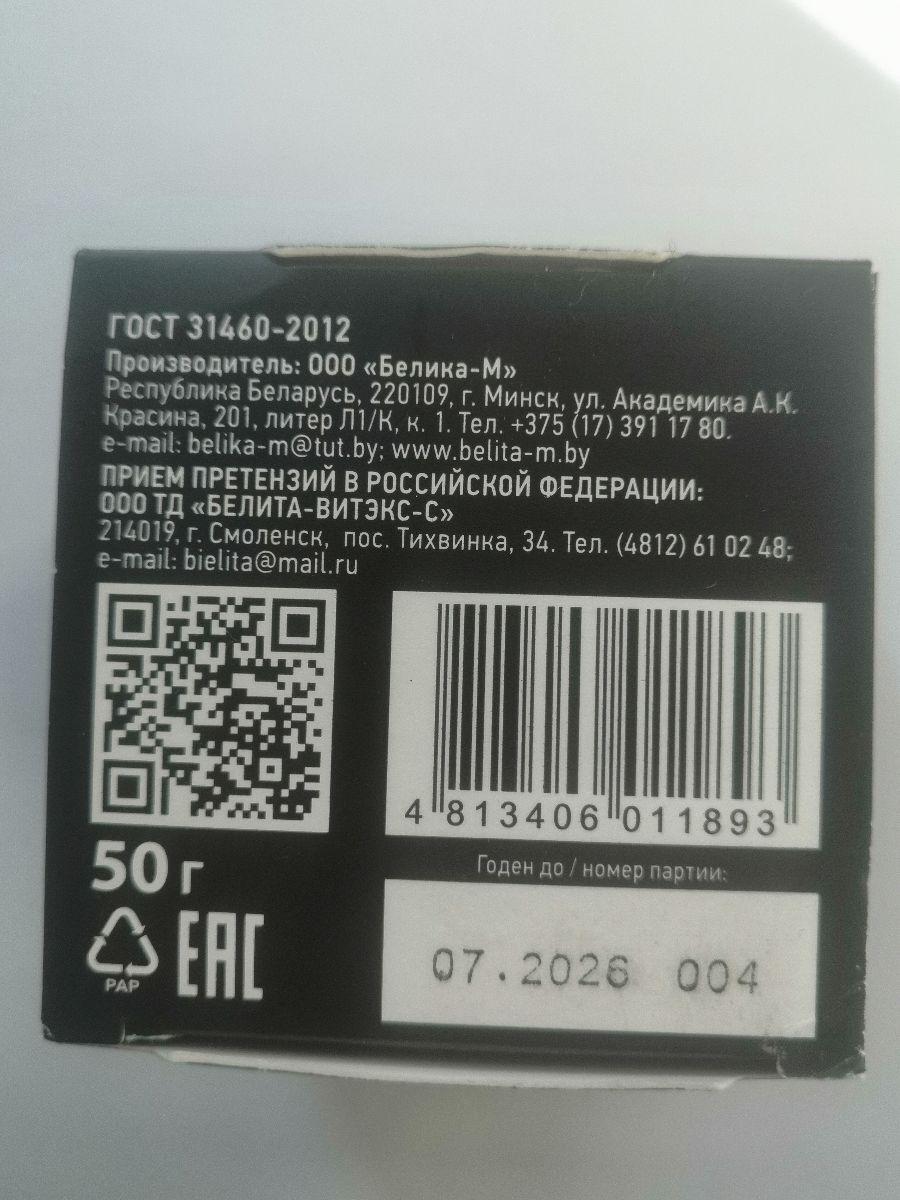 ГОСТ 31460-2012
Производитель: ООО «Белика-М»
Республика Беларусь, 220109, г. Минск, ул. Академика А.К.
Красина, 201, литер Л1/К, к. 1. Тел. +375 (17) 391 17 80.
e-mail: belika-m@tut.by; www.belita-m.by
ПРИЕМ ПРЕТЕНЗИЙ В РОССИЙСКОЙ ФЕДЕРАЦИИ:
ООО ТД «БЕЛИТА-ВИТЭКС-С»
214019, г. Смоленск, пос. Тихвинка, 34. Тел. (4812) 61 02 48;
e-mail: bielita@mail.ru
4 813406 011893
50 г
PAP
EAC
Годен до / номер партии:
07.2026 004